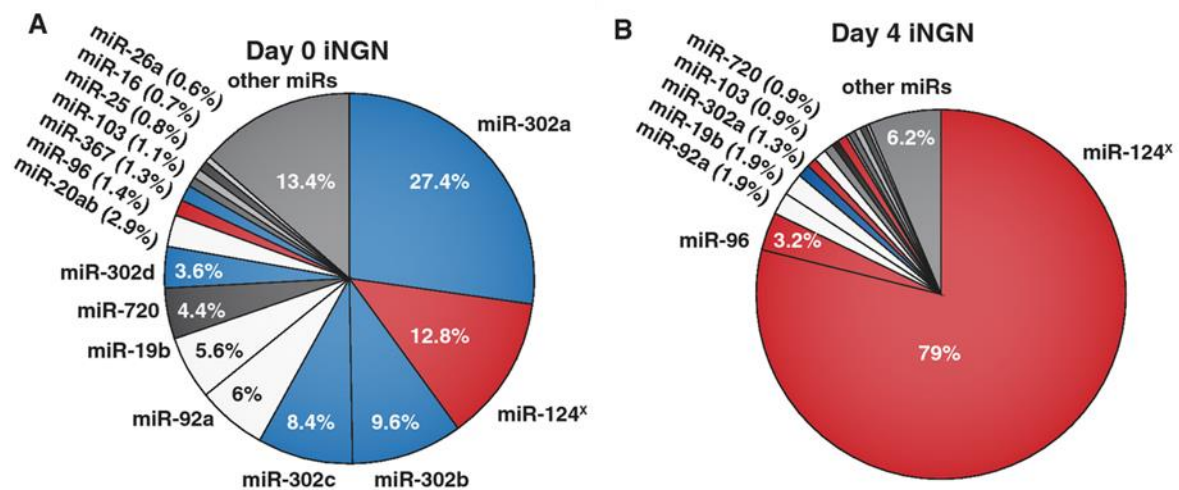 A
Day 0 iNGN
other miRs
miR-26a (0.6%)
miR-16 (0.7%)
miR-25 (0.8%)
miR-103 (1.1%)
miR-367 (1.3%)
miR-96 (1.4%)
miR-20ab (2.9%)
miR-302d
miR-720
miR-19b
miR-92a
miR-302c
miR-302b
miR-124ˣ
miR-302a
13.4%
27.4%
12.8%
9.6%
8.4%
6%
5.6%
4.4%
3.6%
B
Day 4 iNGN
other miRs
miR-720 (0.9%)
miR-103 (0.9%)
miR-302a (1.3%)
miR-19b (1.9%)
miR-92a (1.9%)
miR-96
miR-124ˣ
6.2%
3.2%
79%